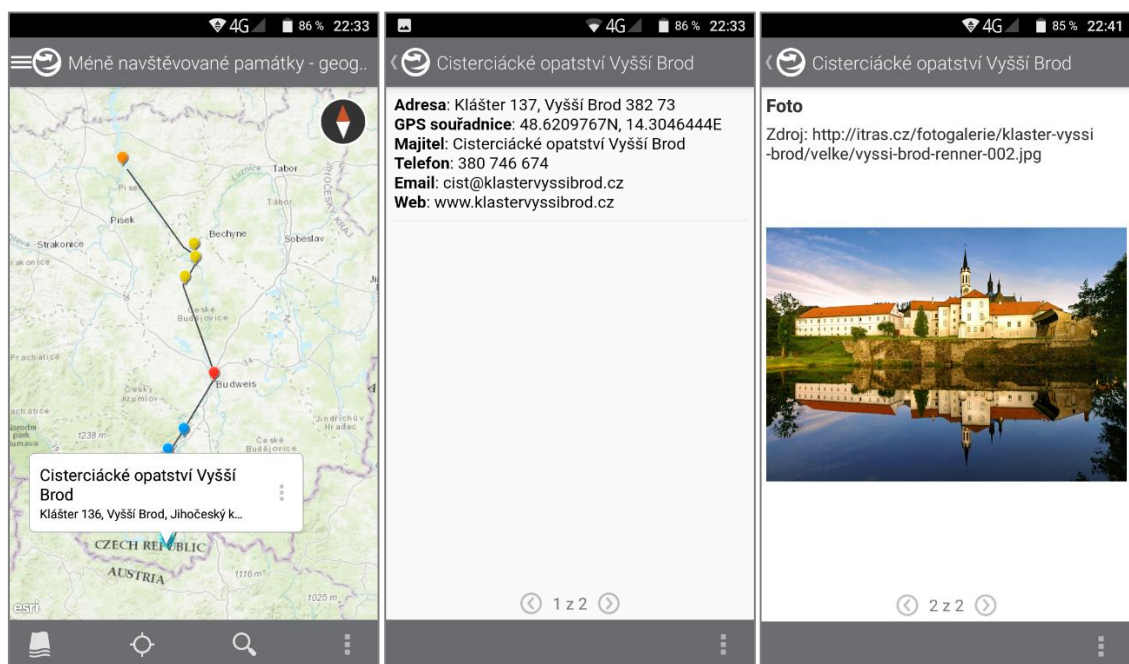 4G 86 % 22:33
Méně navštěvované památky - geog..
Tabor
Pisek
Bechyne
Sobeslav
Strakonice
České
Budějovice
Prachatice
Český
Krumlov
Budweis
Jindřichův
Hradec
1238 m
České
Budějovice
Cisterciácké opatství Vyšší
Brod
Klášter 136, Vyšší Brod, Jihočeský k...
CZECH REPUBLIC
AUSTRIA
1116 m
1025 m
esri
4G 86 % 22:33
Cisterciácké opatství Vyšší Brod
Adresa: Klášter 137, Vyšší Brod 382 73
GPS souřadnice: 48.6209767N, 14.3046444E
Majitel: Cisterciácké opatství Vyšší Brod
Telefon: 380 746 674
Email: cist@klastervyssibrod.cz
Web: www.klastervyssibrod.cz
1 z 2
4G 85 % 22:41
Cisterciácké opatství Vyšší Brod
Foto
Zdroj: http://itras.cz/fotogalerie/klaster-vyssi
-brod/velke/vyssi-brod-renner-002.jpg
2 z 2